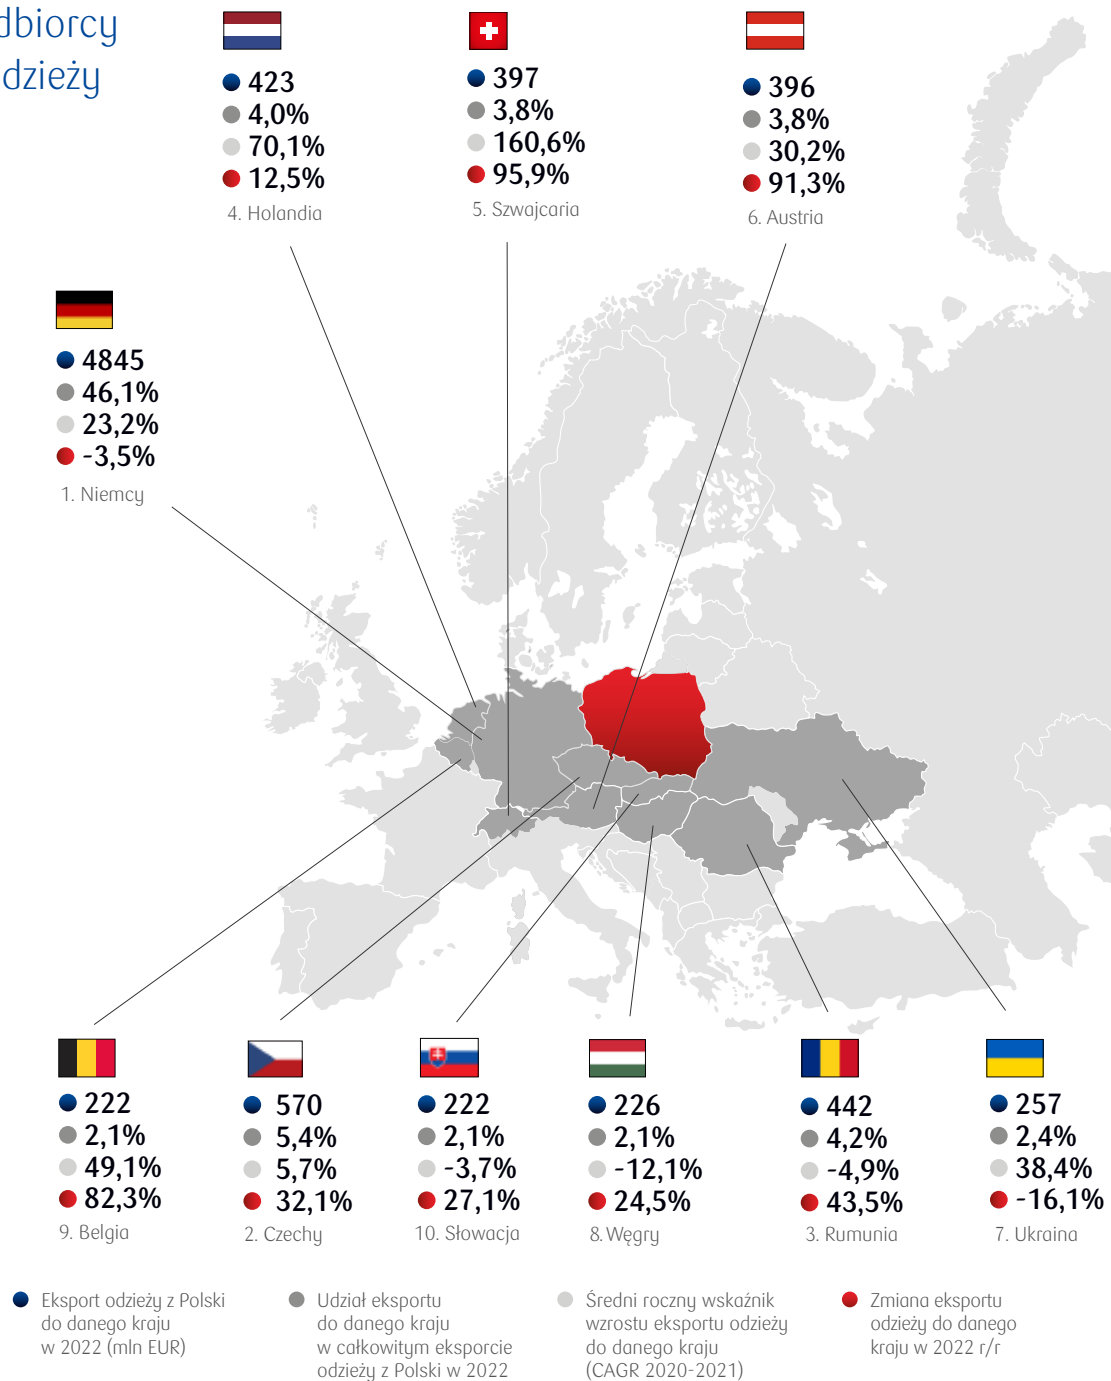 dbiorcy
dzieży
423
4,0%
70,1%
12,5%
4. Holandia
397
3,8%
160,6%
95,9%
5. Szwajcaria
396
3,8%
30,2%
91,3%
6. Austria
4845
46,1%
23,2%
-3,5%
1. Niemcy
222
2,1%
49,1%
82,3%
9. Belgia
570
5,4%
5,7%
32,1%
2. Czechy
222
2,1%
-3,7%
27,1%
10. Słowacja
226
2,1%
-12,1%
24,5%
8. Węgry
442
4,2%
-4,9%
43,5%
3. Rumunia
257
2,4%
38,4%
-16,1%
7. Ukraina
Eksport odzieży z Polski
do danego kraju
w 2022 (mln EUR)
Udział eksportu
do danego kraju
w całkowitym eksporcie
odzieży z Polski w 2022
Średni roczny wskaźnik
wzrostu eksportu odzieży
do danego kraju
(CAGR 2020-2021)
Zmiana eksportu
odzieży do danego
kraju w 2022 r/r